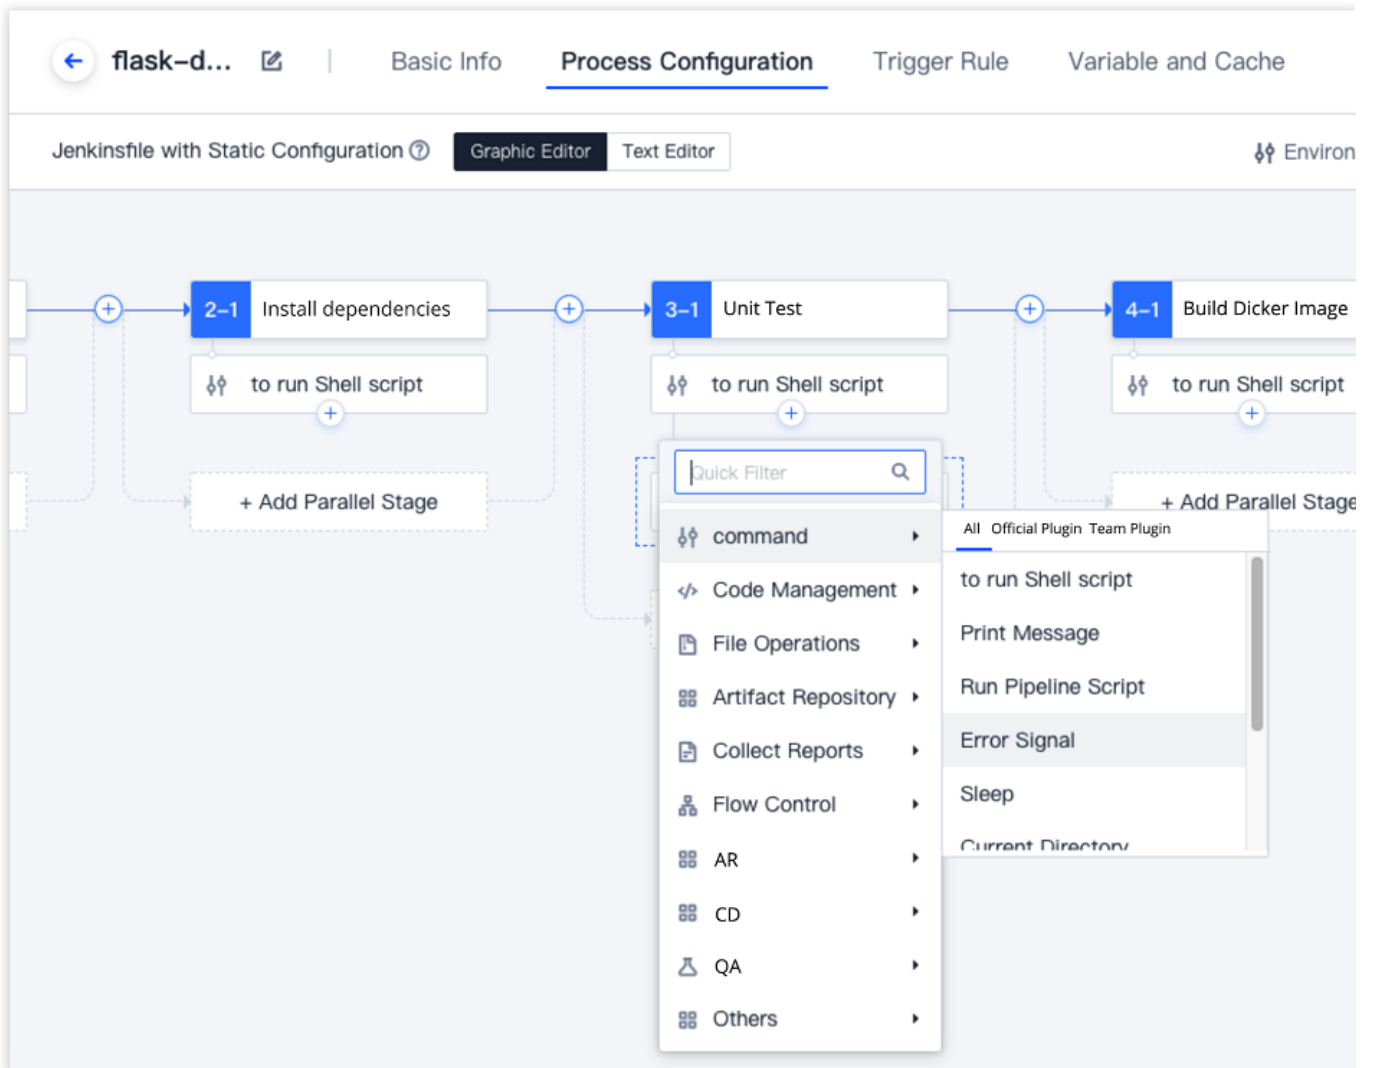 flask-d...
Basic Info
Process Configuration
Trigger Rule
Variable and Cache
Jenkinsfile with Static Configuration
Graphic Editor
Text Editor
Environ
2-1 Install dependencies
3-1 Unit Test
4-1 Build Dicker Image
to run Shell script
to run Shell script
to run Shell script
+ Add Parallel Stage
+ Add Parallel Stage
Quick Filter
command
Code Management
File Operations
Artifact Repository
Collect Reports
Flow Control
AR
CD
QA
Others
All Official Plugin Team Plugin
to run Shell script
Print Message
Run Pipeline Script
Error Signal
Sleep
Current Directory